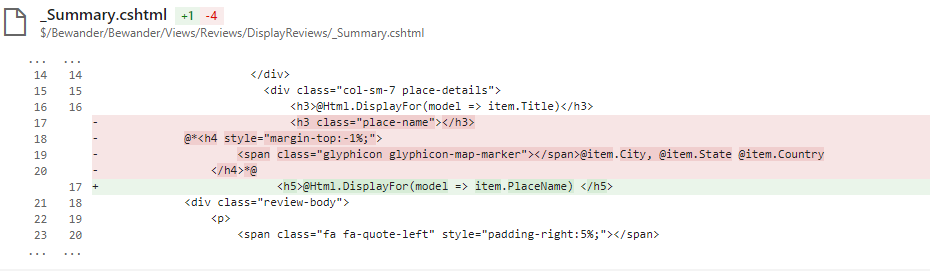 _Summary.cshtml +1 -4
$/Bewander/Bewander/Views/Reviews/DisplayReviews/_Summary.cshtml
... ...
14 14 </div>
15 15 <div class="col-sm-7 place-details">
16 16 <h3>@Html.DisplayFor(model => item.Title)</h3>
17 - <h3 class="place-name"></h3>
18 - @*<h4 style="margin-top:-1%;">
19 - <span class="glyphicon glyphicon-map-marker"></span>@item.City, @item.State @item.Country
20 - </h4>*@
17 + <h5>@Html.DisplayFor(model => item.PlaceName) </h5>
21 18 <div class="review-body">
22 19 <p>
23 20 <span class="fa fa-quote-left" style="padding-right:5%;"></span>
... ...